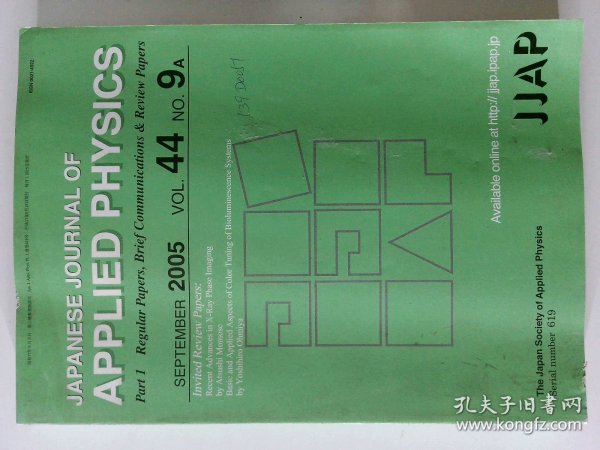 JAPANESE JOURNAL OF
APPLIED PHYSICS
Part 1 Regular Papers, Brief Communications & Review Papers
SEPTEMBER 2005 VOL. 44 NO. 9A
Invited Review Papers:
Recent Advances in X-Ray Phase Imaging
by Atsushi Momose
Basic and Applied Aspects of Color Tuning of Bioluminescence Systems
by Yoshihiro Ohmiya
Available online at http://jjap.ipap.jp
JJAP
The Japan Society of Applied Physics
Serial number 619
孔夫子旧书网
www.kongfz.com